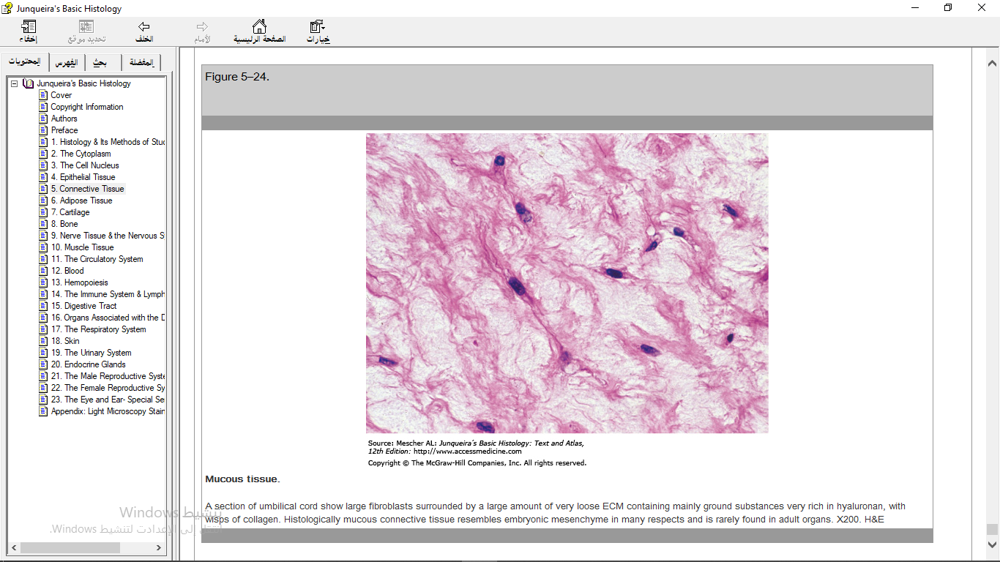 Junqueira's Basic Histology
إخفاء
تحديد موقع
الخلف
الأمام
الصفحة الرئيسية
خيارات
المحتويات
الفهرس
بحث
المفضلة
Junqueira's Basic Histology
Cover
Copyright Information
Authors
Preface
1. Histology & Its Methods of Stuc
2. The Cytoplasm
3. The Cell Nucleus
4. Epithelial Tissue
5. Connective Tissue
6. Adipose Tissue
7. Cartilage
8. Bone
9. Nerve Tissue & the Nervous S
10. Muscle Tissue
11. The Circulatory System
12. Blood
13. Hemopoiesis
14. The Immune System & Lymph
15. Digestive Tract
16. Organs Associated with the D
17. The Respiratory System
18. Skin
19. The Urinary System
20. Endocrine Glands
21. The Male Reproductive Syste
22. The Female Reproductive Sy
23. The Eye and Ear- Special Se
Appendix: Light Microscopy Stain
Figure 5–24.
Source: Mescher AL: Junqueira's Basic Histology: Text and Atlas,
12th Edition: http://www.accessmedicine.com
Copyright © The McGraw-Hill Companies, Inc. All rights reserved.
Mucous tissue.
A section of umbilical cord show large fibroblasts surrounded by a large amount of very loose ECM containing mainly ground substances very rich in hyaluronan, with
wisps of collagen. Histologically mucous connective tissue resembles embryonic mesenchyme in many respects and is rarely found in adult organs. X200. H&E
تنشيط Windows
انتقل إلى الإعدادات لتنشيط Windows.